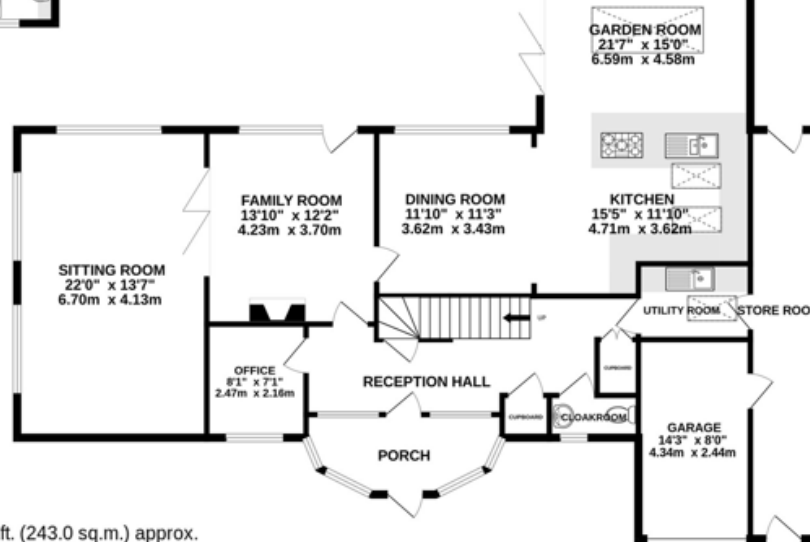 GARDEN ROOM
21'7" x 15'0"
6.59m x 4.58m
FAMILY ROOM
13'10" x 12'2"
4.23m x 3.70m
DINING ROOM
11'10" x 11'3"
3.62m x 3.43m
KITCHEN
15'5" x 11'10"
4.71m x 3.62m
SITTING ROOM
22'0" x 13'7"
6.70m x 4.13m
UP
UTILITY ROOM
STORE ROO
OFFICE
8'1" x 7'1"
2.47m x 2.16m
RECEPTION HALL
CUPBOARD
CUPBOARD
CLOAKROOM
PORCH
GARAGE
14'3" x 8'0"
4.34m x 2.44m
ft. (243.0 sq.m.) approx.